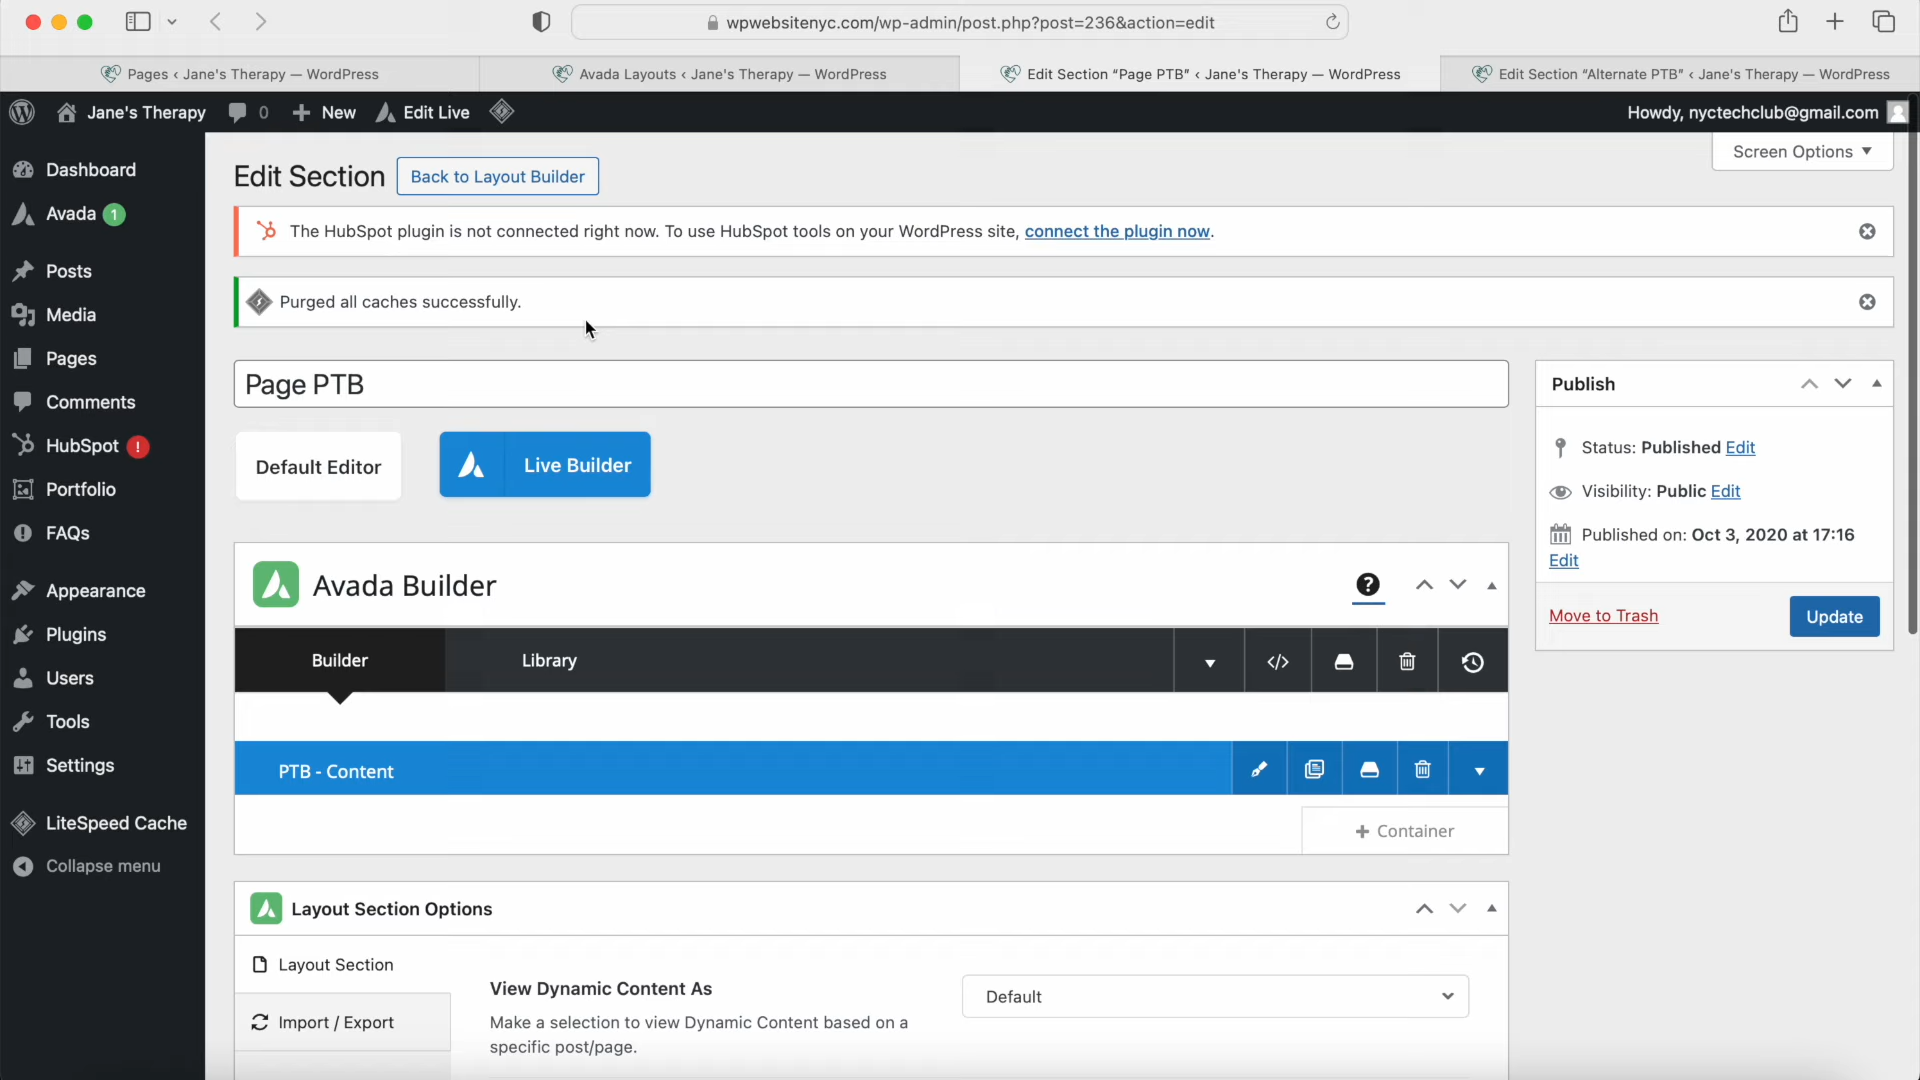 wpwebsitenyc.com/wp-admin/post.php?post=236&action=edit
Pages ‹ Jane's Therapy — WordPress
Avada Layouts ‹ Jane's Therapy — WordPress
Edit Section “Page PTB” ‹ Jane's Therapy — WordPress
Edit Section “Alternate PTB” ‹ Jane's Therapy — WordPress
Jane's Therapy
0
New
Edit Live
Howdy, nyctechclub@gmail.com
Dashboard
Avada 1
Posts
Media
Pages
Comments
HubSpot !
Portfolio
FAQs
Appearance
Plugins
Users
Tools
Settings
LiteSpeed Cache
Collapse menu
Screen Options
Edit Section
Back to Layout Builder
The HubSpot plugin is not connected right now. To use HubSpot tools on your WordPress site, connect the plugin now.
Purged all caches successfully.
Page PTB
Default Editor
Live Builder
Avada Builder
?
Builder
Library
</>
PTB - Content
+ Container
Layout Section Options
Layout Section
Import / Export
View Dynamic Content As
Make a selection to view Dynamic Content based on a
specific post/page.
Default
Publish
Status: Published Edit
Visibility: Public Edit
Published on: Oct 3, 2020 at 17:16
Edit
Move to Trash
Update